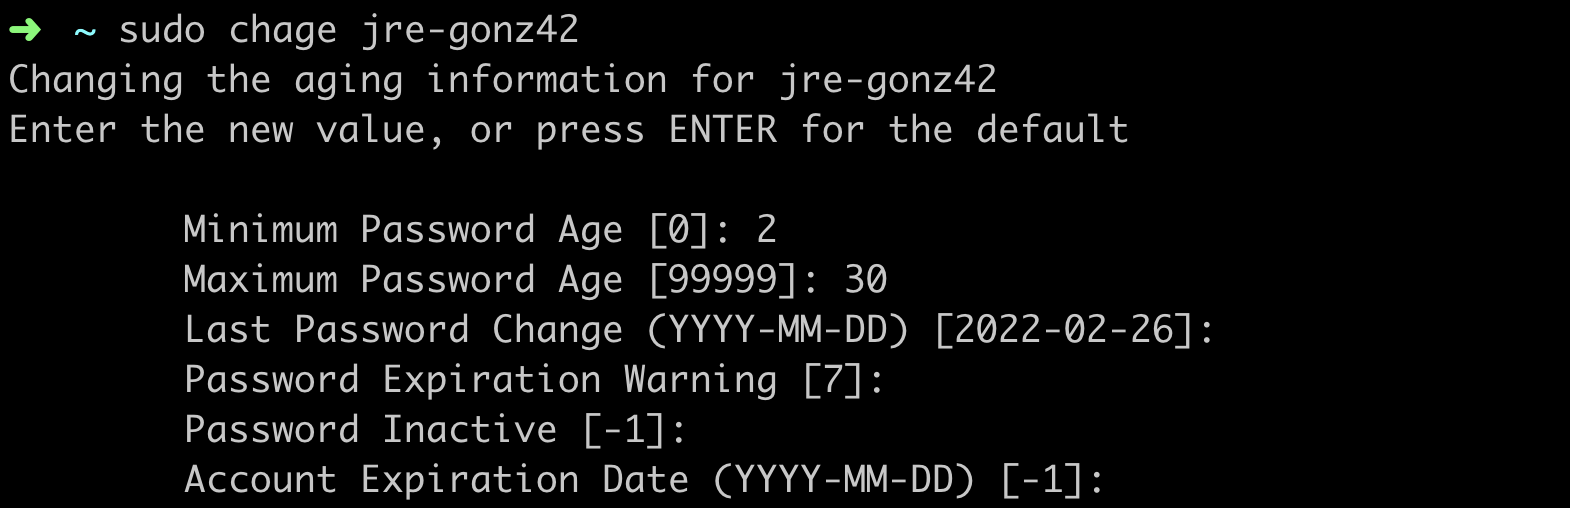 ➜ ~ sudo chage jre-gonz42
Changing the aging information for jre-gonz42
Enter the new value, or press ENTER for the default
Minimum Password Age [0]: 2
Maximum Password Age [99999]: 30
Last Password Change (YYYY-MM-DD) [2022-02-26]:
Password Expiration Warning [7]:
Password Inactive [-1]:
Account Expiration Date (YYYY-MM-DD) [-1]: